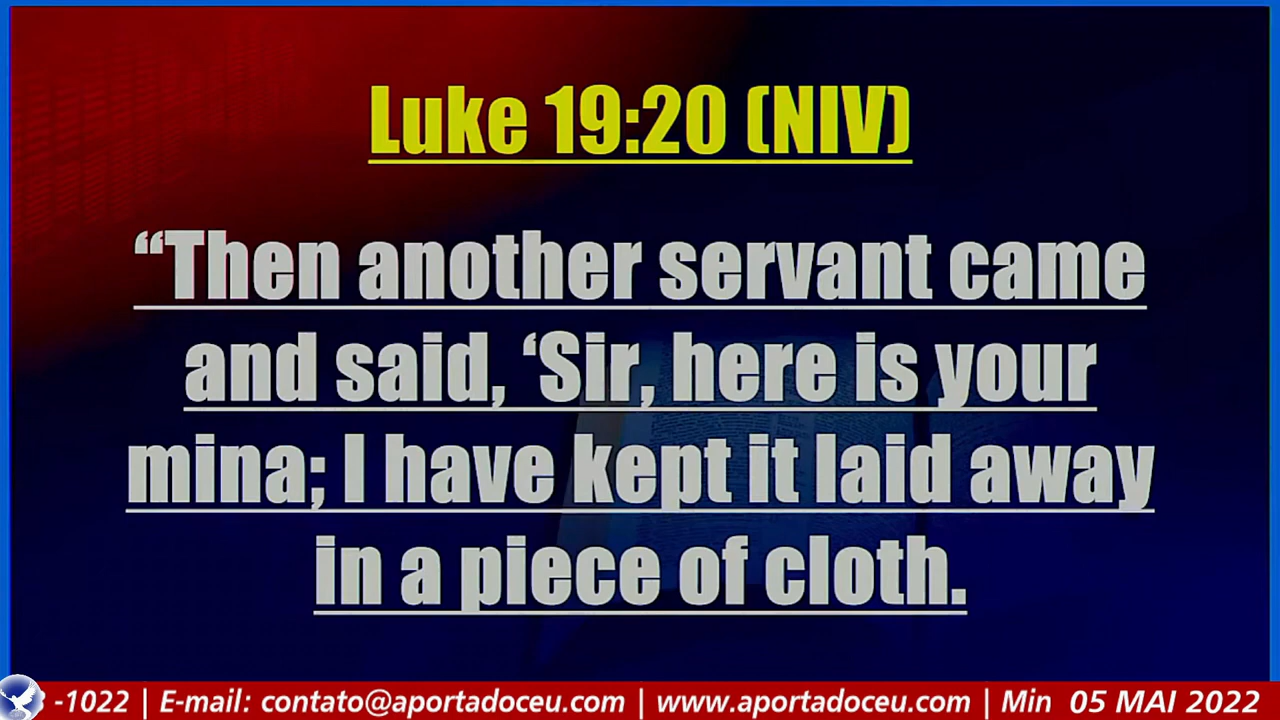 Luke 19:20 (NIV)
“Then another servant came
and said, ‘Sir, here is your
mina; I have kept it laid away
in a piece of cloth.
-1022 | E-mail: contato@aportadoceu.com | www.aportadoceu.com | Min 05 MAI 2022